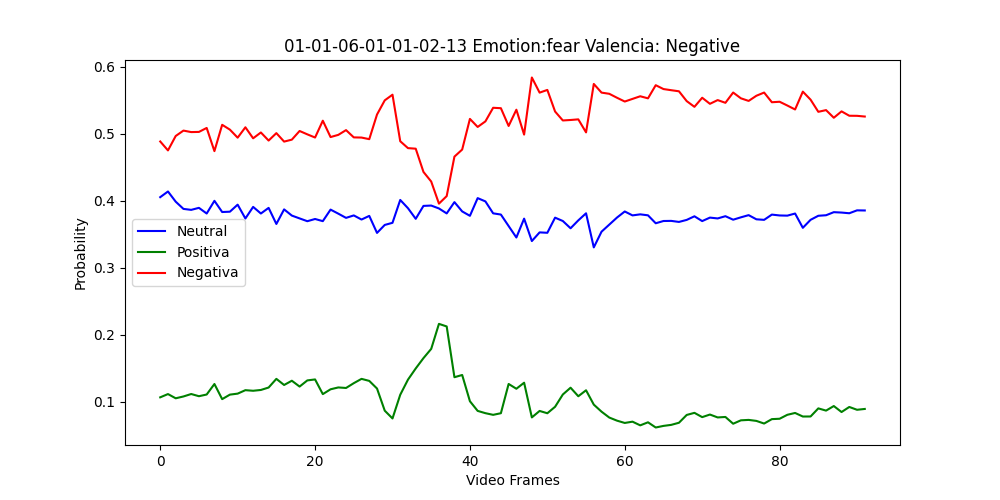 01-01-06-01-01-02-13 Emotion:fear Valencia: Negative
0.6
0.5
0.4
0.3
0.2
0.1
Probability
Neutral
Positiva
Negativa
0 20 40 60 80
Video Frames